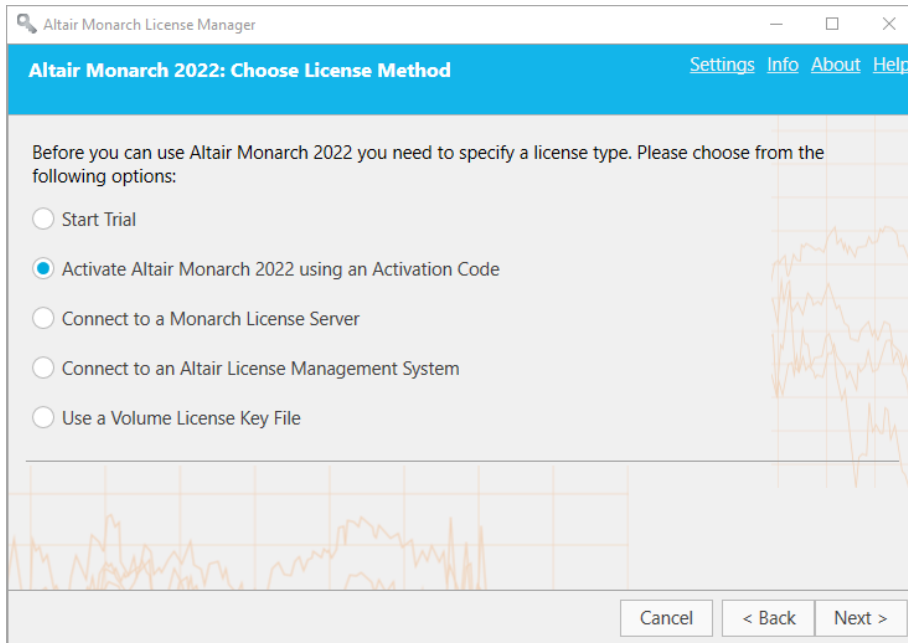 Altair Monarch License Manager
Altair Monarch 2022: Choose License Method
Settings Info About Help
Before you can use Altair Monarch 2022 you need to specify a license type. Please choose from the
following options:
Start Trial
Activate Altair Monarch 2022 using an Activation Code
Connect to a Monarch License Server
Connect to an Altair License Management System
Use a Volume License Key File
Cancel < Back Next >